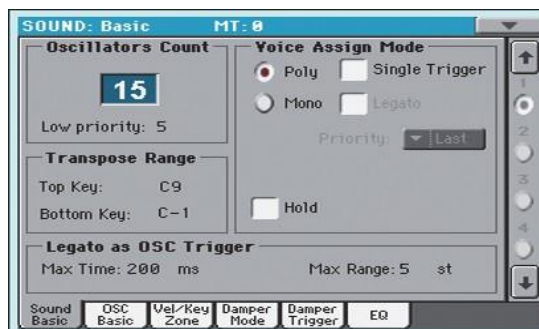 SOUND: Basic MT: 0
Oscillators Count
15
Low priority: 5
Transpose Range
Top Key: C9
Bottom Key: C-1
Voice Assign Mode
Poly Single Trigger
Mono Legato
Priority: Last
Hold
Legato as OSC Trigger
Max Time: 200 ms Max Range: 5 st
1
2
3
4
Sound Basic
OSC Basic
Vel/Key Zone
Damper Mode
Damper Trigger
EQ